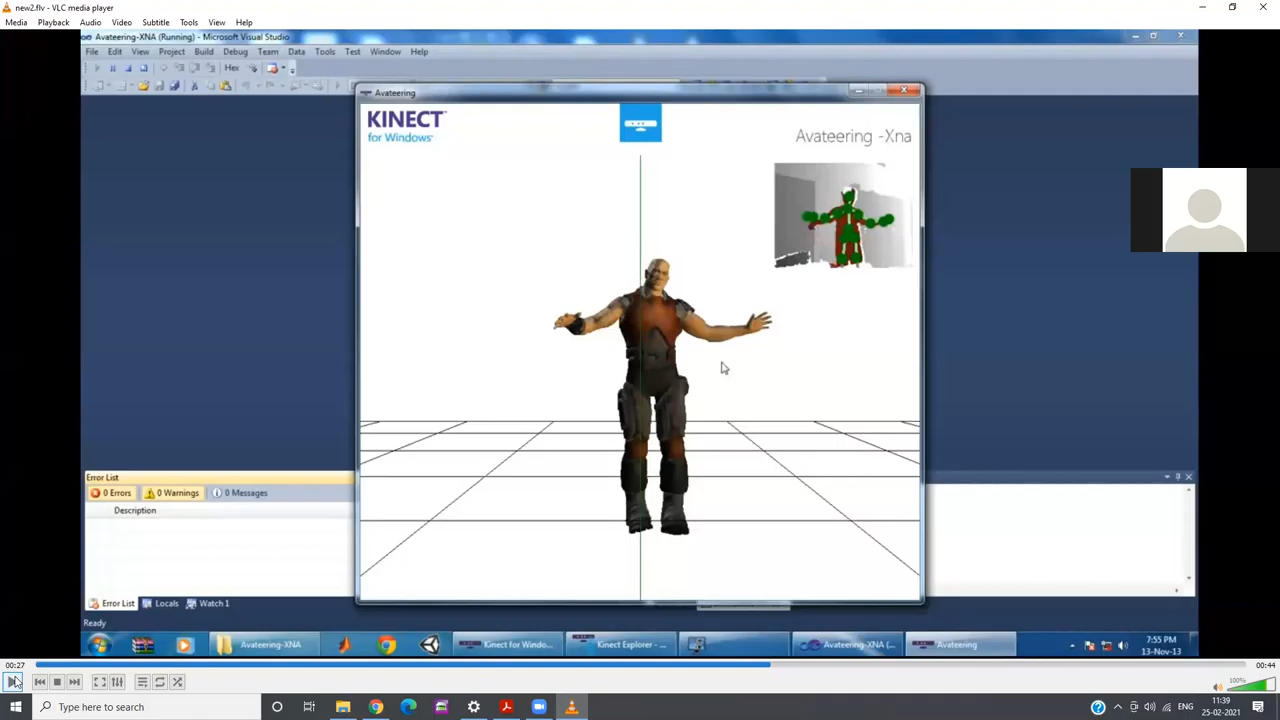 new2.flv - VLC media player
Media Playback Audio Video Subtitle Tools View Help
Avateering-XNA (Running) - Microsoft Visual Studio
File Edit View Project Build Debug Team Data Tools Test Window Help
Hex
Avateering
KINECT
for Windows
Avateering -Xna
Error List
0 Errors 0 Warnings 0 Messages
Description
Error List Locals Watch 1
Ready
Avateering-XNA Kinect for Windo... Kinect Explorer - ... Avateering-XNA (... Avateering
7:55 PM
13-Nov-13
00:27 00:44
100%
Type here to search
ENG
11:39
25-02-2021